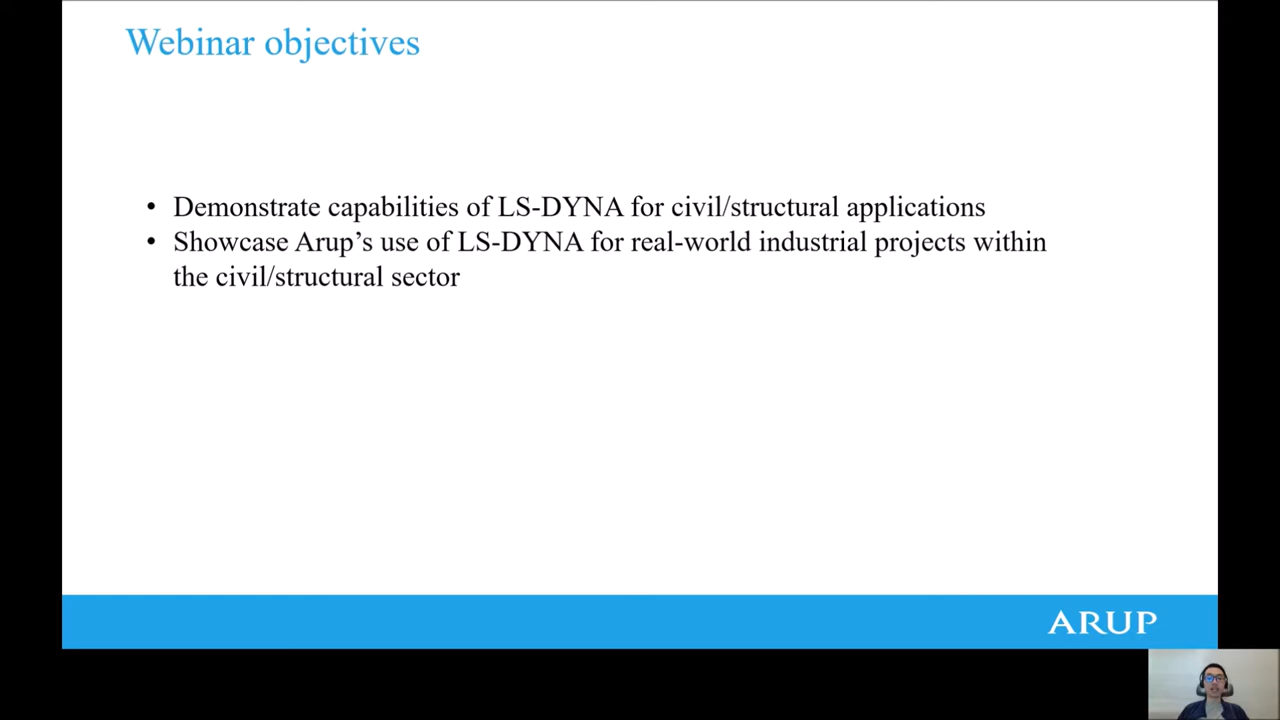 Webinar objectives
• Demonstrate capabilities of LS-DYNA for civil/structural applications
• Showcase Arup’s use of LS-DYNA for real-world industrial projects within
the civil/structural sector
ARUP